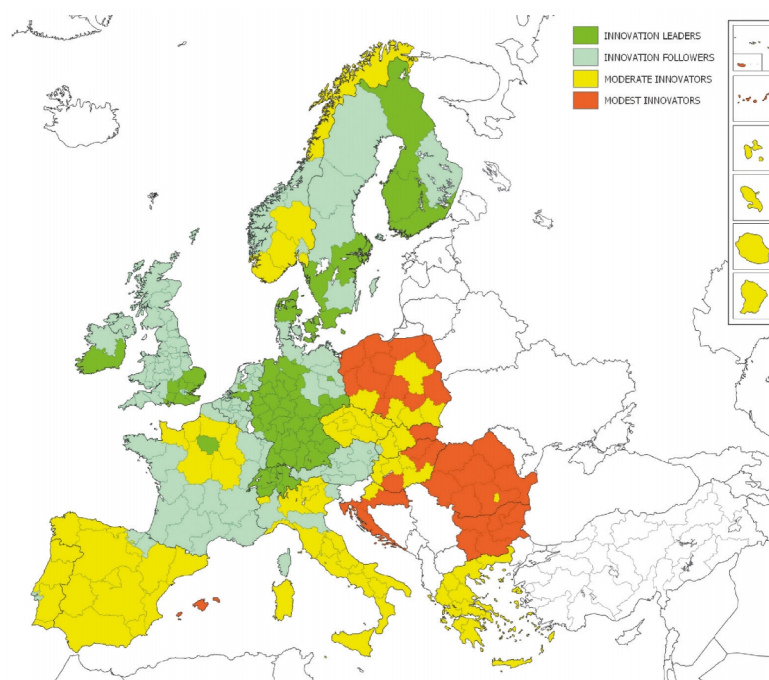 INNOVATION LEADERS
INNOVATION FOLLOWERS
MODERATE INNOVATORS
MODEST INNOVATORS